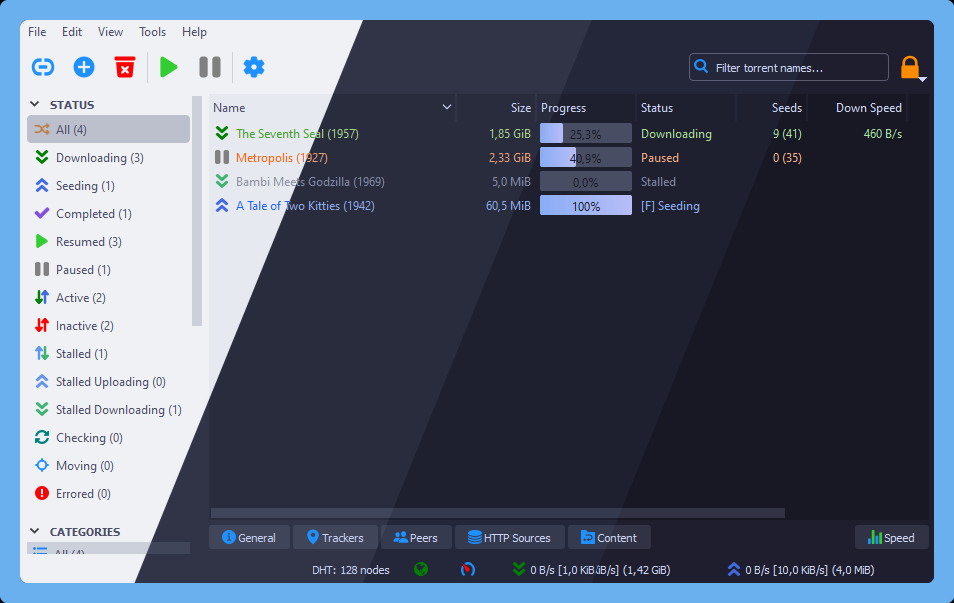 File Edit View Tools Help
Filter torrent names...
STATUS
All (4)
Downloading (3)
Seeding (1)
Completed (1)
Resumed (3)
Paused (1)
Active (2)
Inactive (2)
Stalled (1)
Stalled Uploading (0)
Stalled Downloading (1)
Checking (0)
Moving (0)
Errored (0)
CATEGORIES
All (4)
Name Size Progress Status Seeds Down Speed
The Seventh Seal (1957) 1,85 GiB 25.3% Downloading 9 (41) 460 B/s
Metropolis (1927) 2,33 GiB 40,9% Paused 0 (35)
Bambi Meets Godzilla (1969) 5,0 MiB 0,0% Stalled
A Tale of Two Kitties (1942) 60,5 MiB 100% [F] Seeding
General Trackers Peers HTTP Sources Content Speed
DHT: 128 nodes 0 B/s [1,0 KiB/s] (1,42 GiB) 0 B/s [10,0 KiB/s] (4,0 MiB)